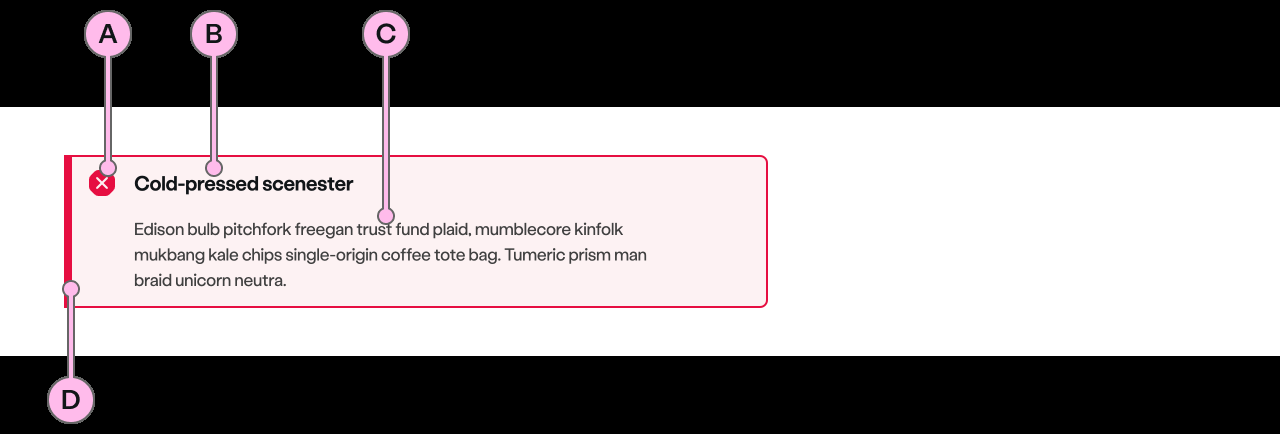 A B C
Cold-pressed scenester
Edison bulb pitchfork freegan trust fund plaid, mumblecore kinfolk
mukbang kale chips single-origin coffee tote bag. Tumeric prism man
braid unicorn neutra.
D